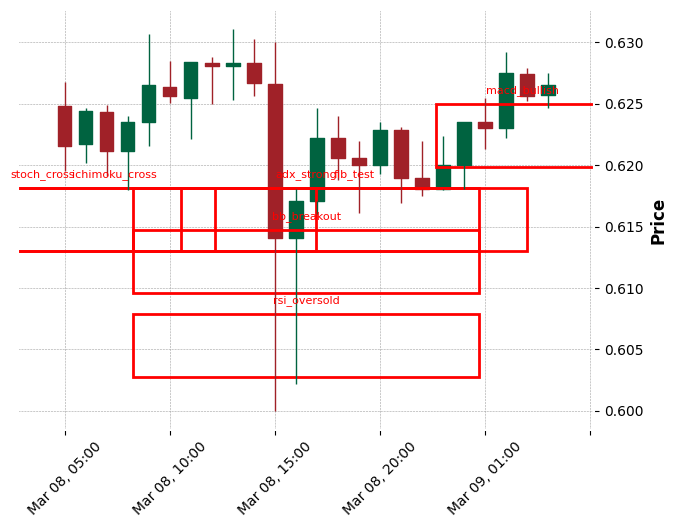 0.630
macd_bullish
0.625
0.620
stoch_cross
ichimoku_cross
adx_strong
fib_test
bb_breakout
0.615
0.610
rsi_oversold
0.605
0.600
Price
Mar 08, 05:00
Mar 08, 10:00
Mar 08, 15:00
Mar 08, 20:00
Mar 09, 01:00